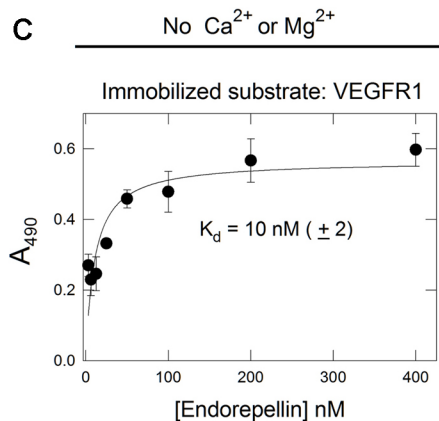 C
No Ca²⁺ or Mg²⁺
Immobilized substrate: VEGFR1
0.6
0.4
0.2
0.0
A₄₉₀
K_d = 10 nM ( ± 2)
0 100 200 300 400
[Endorepellin] nM